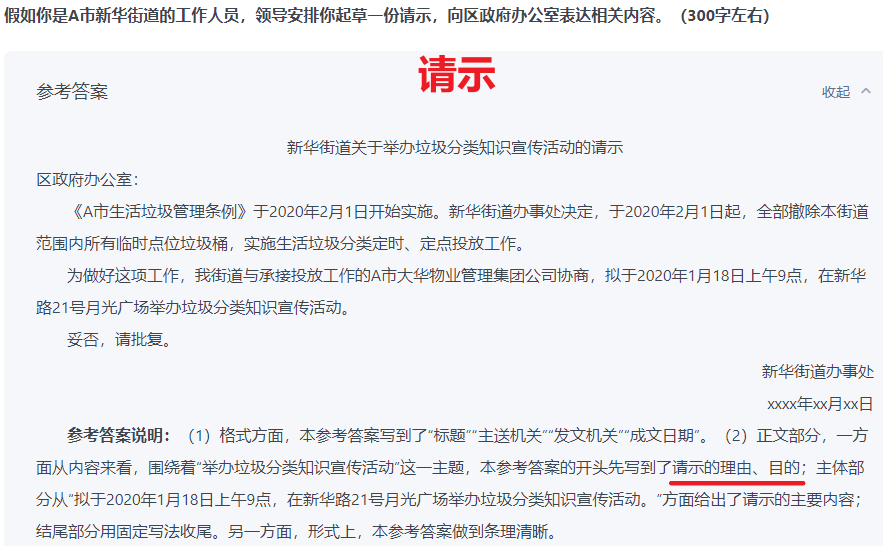 假如你是A市新华街道的工作人员，领导安排你起草一份请示，向区政府办公室表达相关内容。（300字左右）
请示
参考答案
收起
新华街道关于举办垃圾分类知识宣传活动的请示
区政府办公室：
《A市生活垃圾管理条例》于2020年2月1日开始实施。新华街道办事处决定，于2020年2月1日起，全部撤除本街道
范围内所有临时点位垃圾桶，实施生活垃圾分类定时、定点投放工作。
为做好这项工作，我街道与承接投放工作的A市大华物业管理集团公司协商，拟于2020年1月18日上午9点，在新华
路21号月光广场举办垃圾分类知识宣传活动。
妥否，请批复。
新华街道办事处
xxxx年xx月xx日
参考答案说明：（1）格式方面，本参考答案写到了“标题”“主送机关”“发文机关”“成文日期”。（2）正文部分，一方
面从内容来看，围绕着“举办垃圾分类知识宣传活动”这一主题，本参考答案的开头先写到了请示的理由、目的；主体部
分从“拟于2020年1月18日上午9点，在新华路21号月光广场举办垃圾分类知识宣传活动。”方面给出了请示的主要内容；
结尾部分用固定写法收尾。另一方面，形式上，本参考答案做到条理清晰。